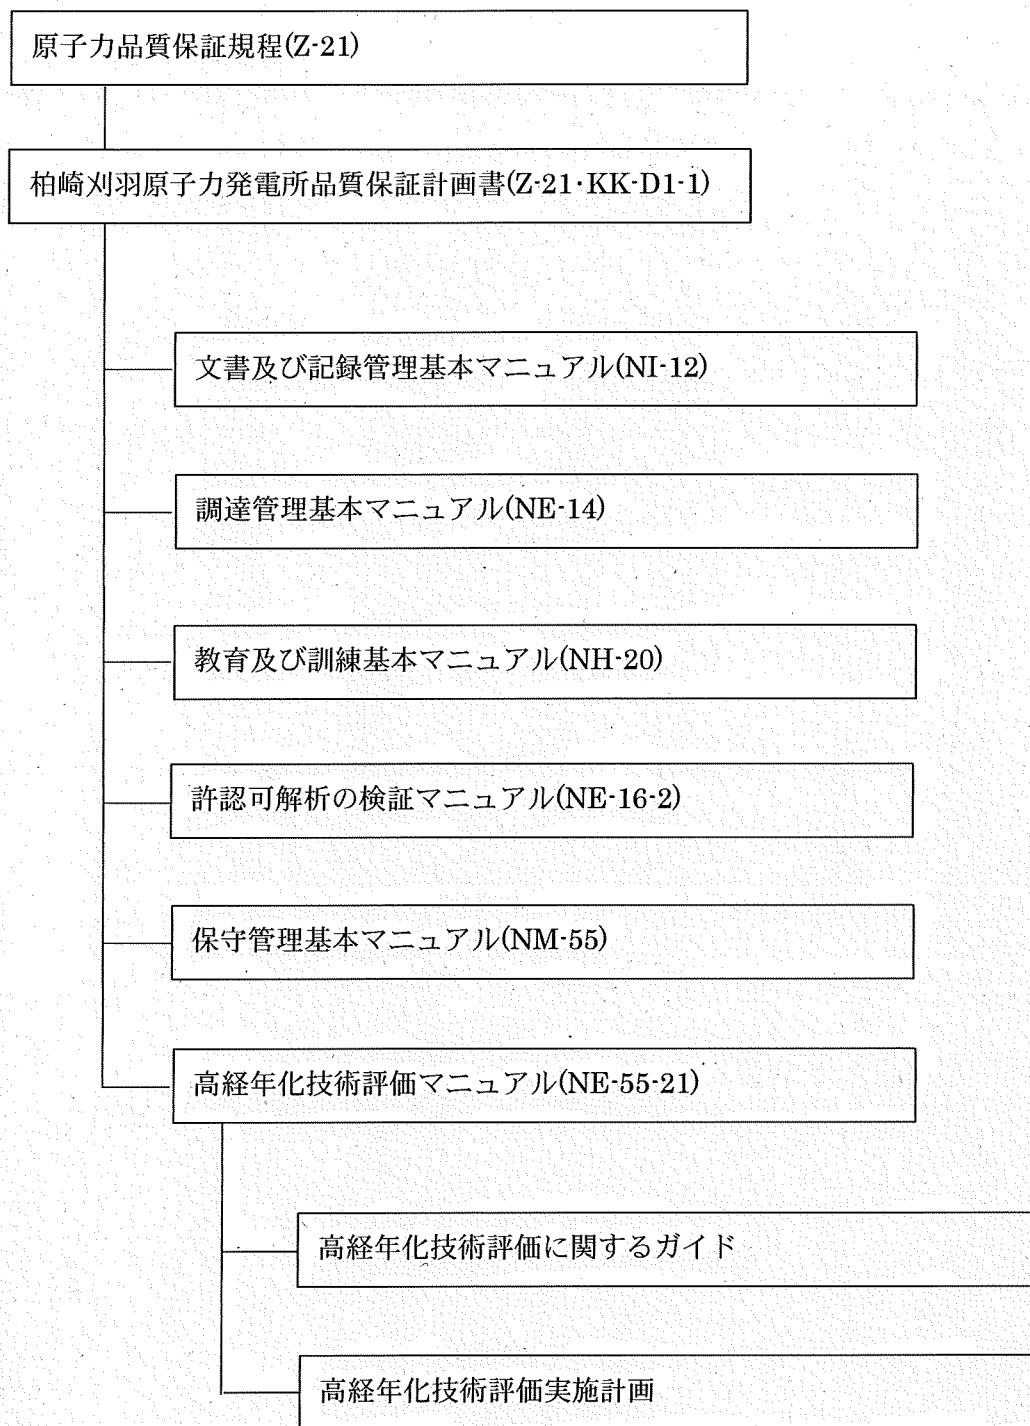 原子力品質保証規程(Z-21)
柏崎刈羽原子力発電所品質保証計画書(Z-21･KK-D1-1)
文書及び記録管理基本マニュアル(NI-12)
調達管理基本マニュアル(NE-14)
教育及び訓練基本マニュアル(NH-20)
許認可解析の検証マニュアル(NE-16-2)
保守管理基本マニュアル(NM-55)
高経年化技術評価マニュアル(NE-55-21)
高経年化技術評価に関するガイド
高経年化技術評価実施計画